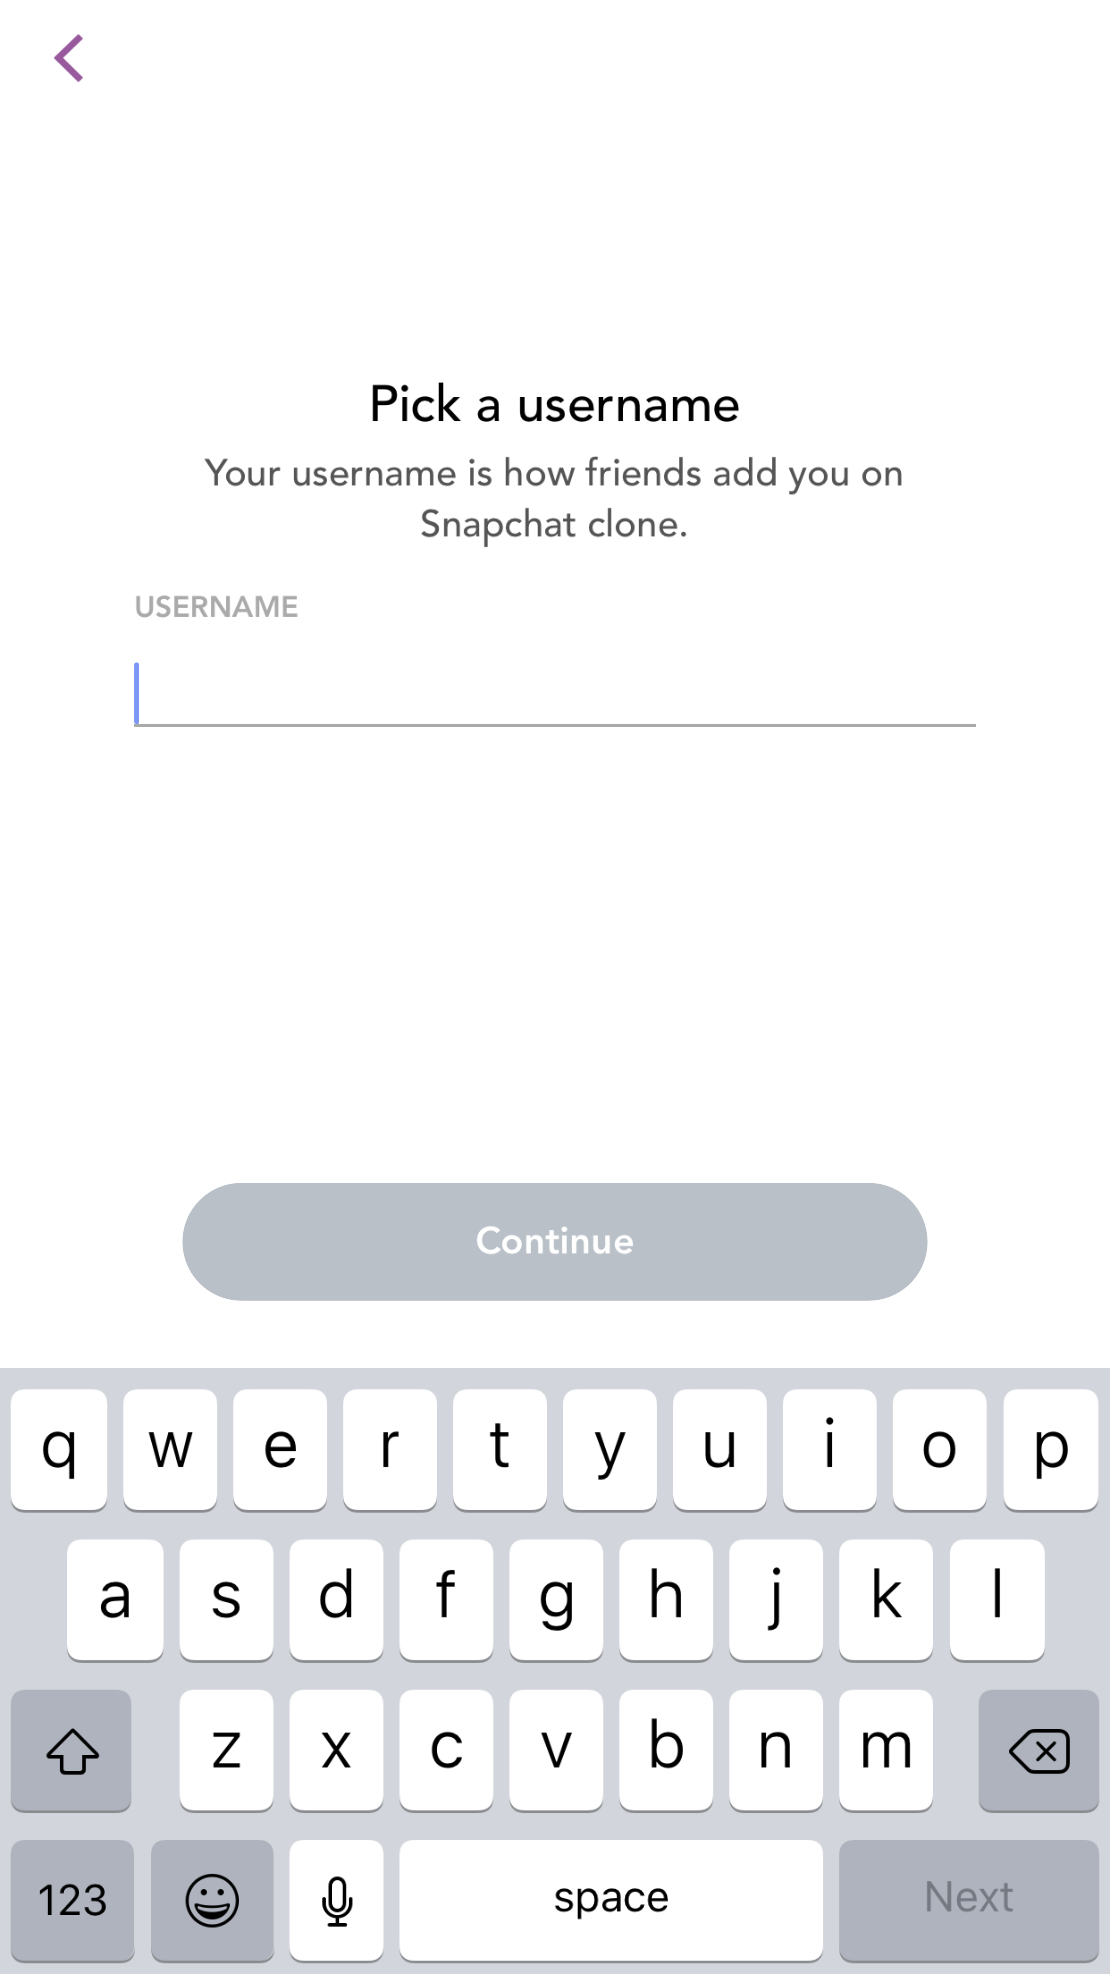 Pick a username
Your username is how friends add you on
Snapchat clone.
USERNAME
Continue
q w e r t y u i o p
a s d f g h j k l
z x c v b n m
123 space Next